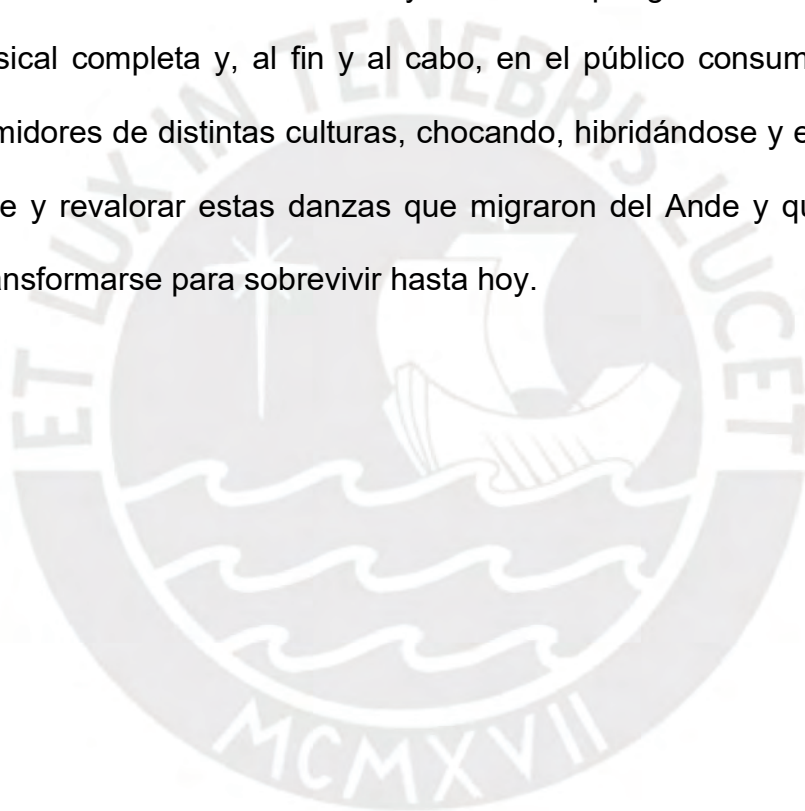 sical completa y, al fin y al cabo, en el público consum
midores de distintas culturas, chocando, hibridándose y e
e y revalorar estas danzas que migraron del Ande y qu
ansformarse para sobrevivir hasta hoy.
ET LUX IN TENEBRIS LUCET
MCMXVII